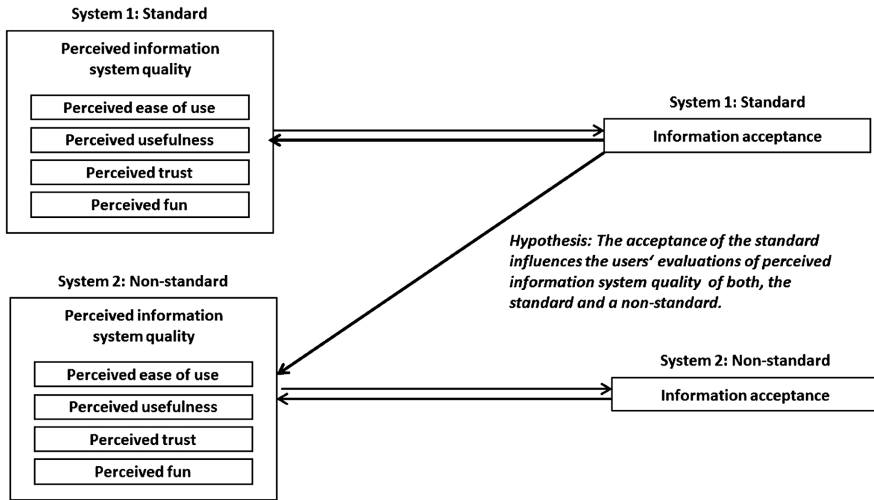 System 1: Standard
Perceived information
system quality
Perceived ease of use
Perceived usefulness
Perceived trust
Perceived fun
System 1: Standard
Information acceptance
Hypothesis: The acceptance of the standard
influences the users‘ evaluations of perceived
information system quality of both, the
standard and a non-standard.
System 2: Non-standard
Perceived information
system quality
Perceived ease of use
Perceived usefulness
Perceived trust
Perceived fun
System 2: Non-standard
Information acceptance